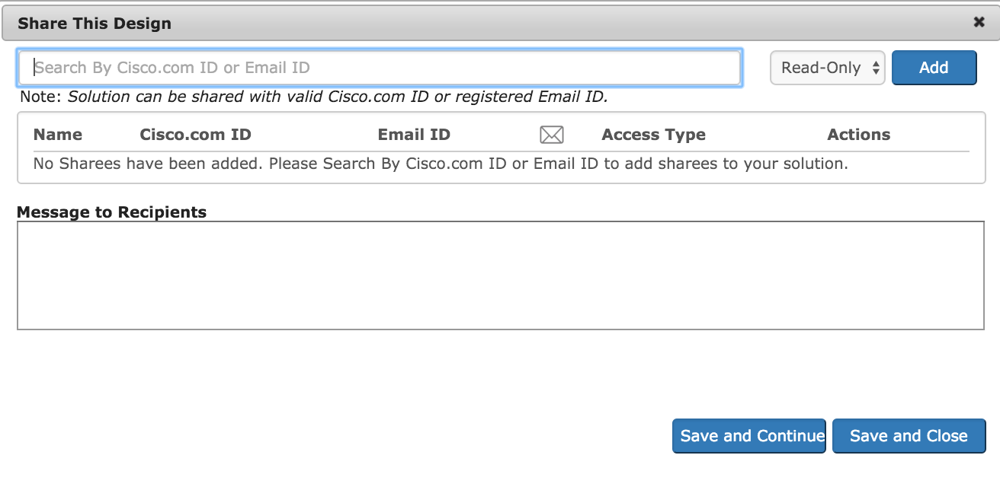 Share This Design
Search By Cisco.com ID or Email ID
Read-Only
Add
Note: Solution can be shared with valid Cisco.com ID or registered Email ID.
Name Cisco.com ID Email ID Access Type Actions
No Sharees have been added. Please Search By Cisco.com ID or Email ID to add sharees to your solution.
Message to Recipients
Save and Continue
Save and Close